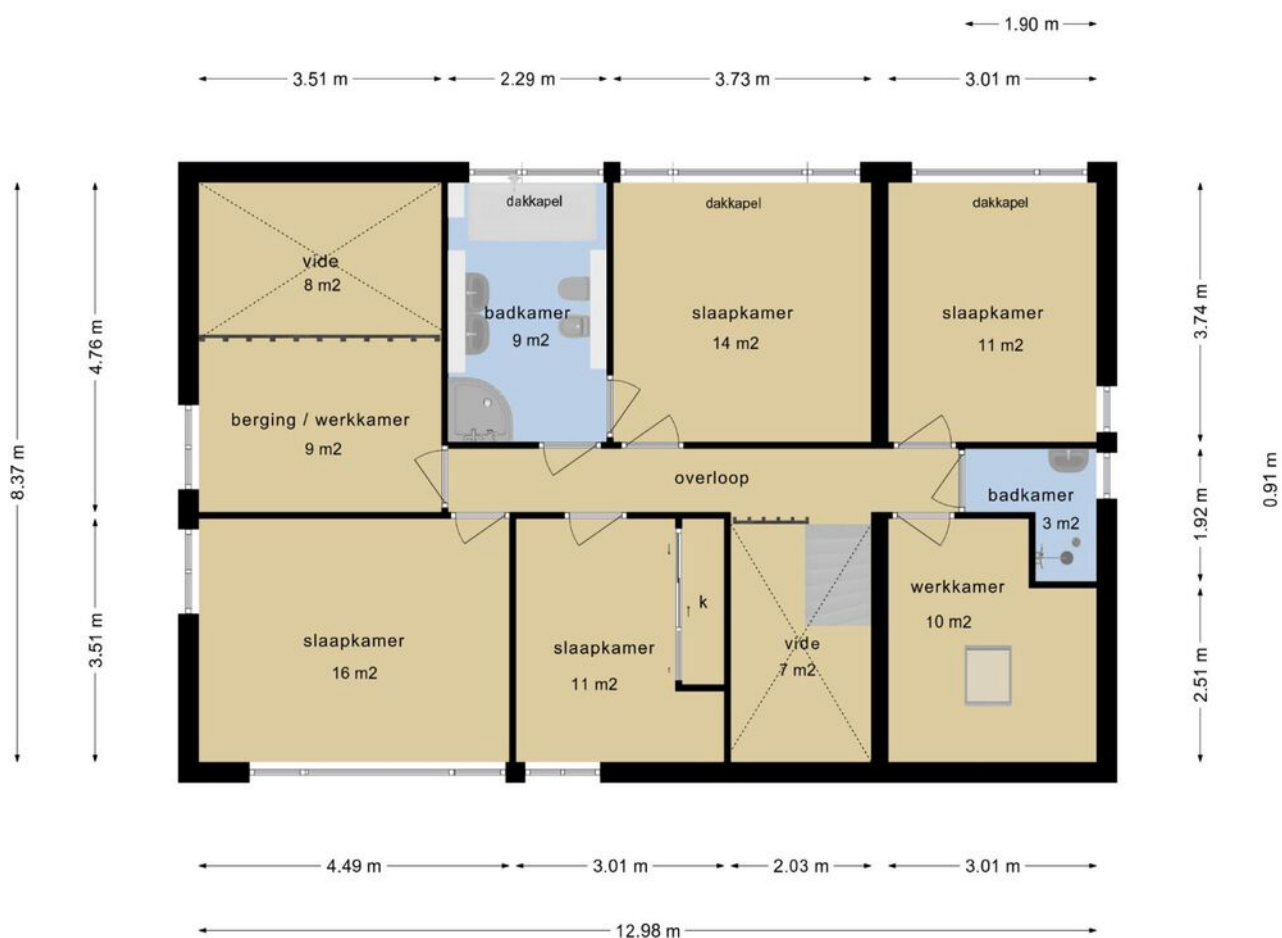 1.90 m
3.51 m
2.29 m
3.73 m
3.01 m
dakkapel
dakkapel
dakkapel
vide
8 m2
badkamer
9 m2
slaapkamer
14 m2
slaapkamer
11 m2
4.76 m
3.74 m
berging / werkkamer
9 m2
8.37 m
overloop
badkamer
3 m2
1.92 m
0.91 m
werkkamer
10 m2
k
slaapkamer
16 m2
slaapkamer
11 m2
vide
7 m2
3.51 m
2.51 m
4.49 m
3.01 m
2.03 m
3.01 m
12.98 m